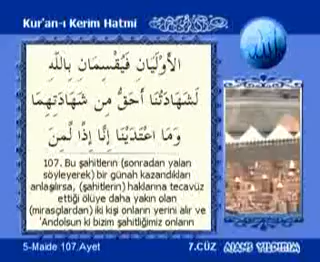 Kur'an-ı Kerim Hatmi
الأَوْلَيَانِ فَيُقْسِمَانِ بِاللّٰهِ
لَشَهَادَتُنَا أَحَقُّ مِن شَهَادَتِهِمَا
وَمَا اعْتَدَيْنَا إِنَّا إِذًا لَّمِنَ
107. Bu şahitlerin (sonradan yalan
söyleyerek) bir günah kazandıkları
anlaşılırsa, (şahitlerin) haklarına tecavüz
ettiği ölüye daha yakın olan
(mirasçılardan) iki kişi onların yerini alır ve
'Andolsun ki bizim şahitliğimiz onların
5-Maide 107.Ayet
7.CÜZ